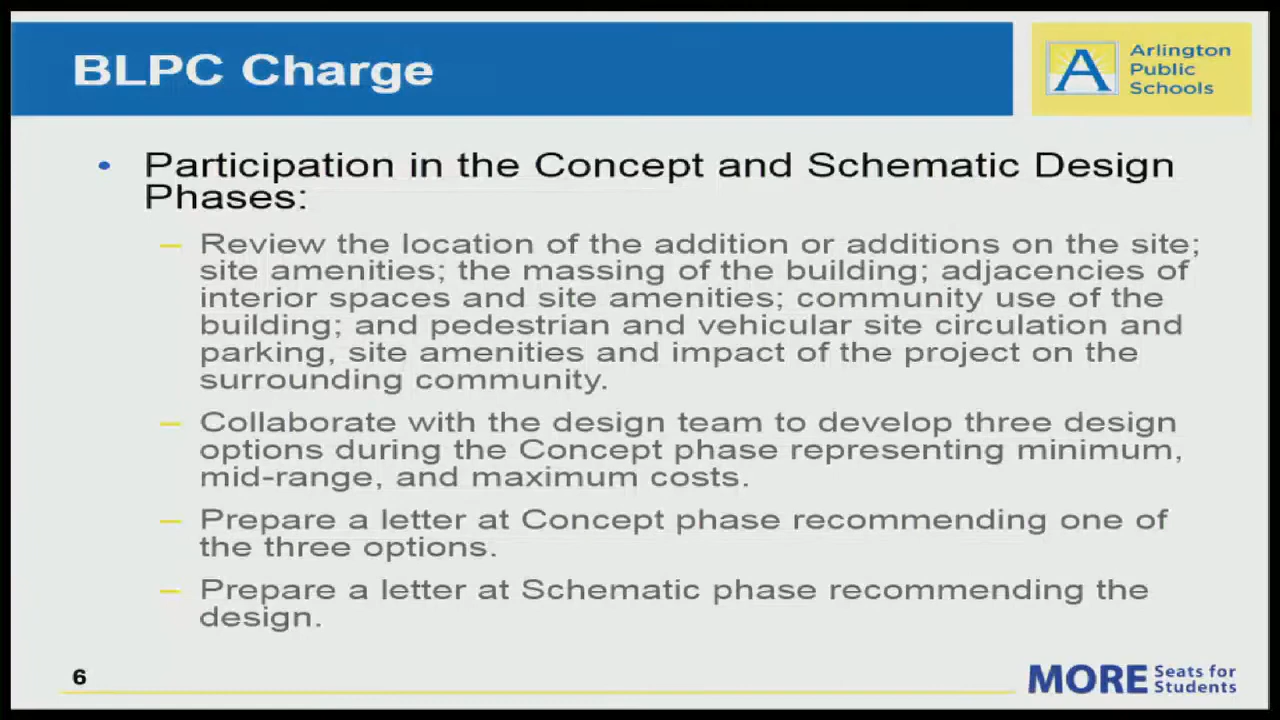 BLPC Charge
Arlington
Public
Schools
• Participation in the Concept and Schematic Design
Phases:
– Review the location of the addition or additions on the site;
site amenities; the massing of the building; adjacencies of
interior spaces and site amenities; community use of the
building; and pedestrian and vehicular site circulation and
parking, site amenities and impact of the project on the
surrounding community.
– Collaborate with the design team to develop three design
options during the Concept phase representing minimum,
mid-range, and maximum costs.
– Prepare a letter at Concept phase recommending one of
the three options.
– Prepare a letter at Schematic phase recommending the
design.
6
MORE Seats for
Students